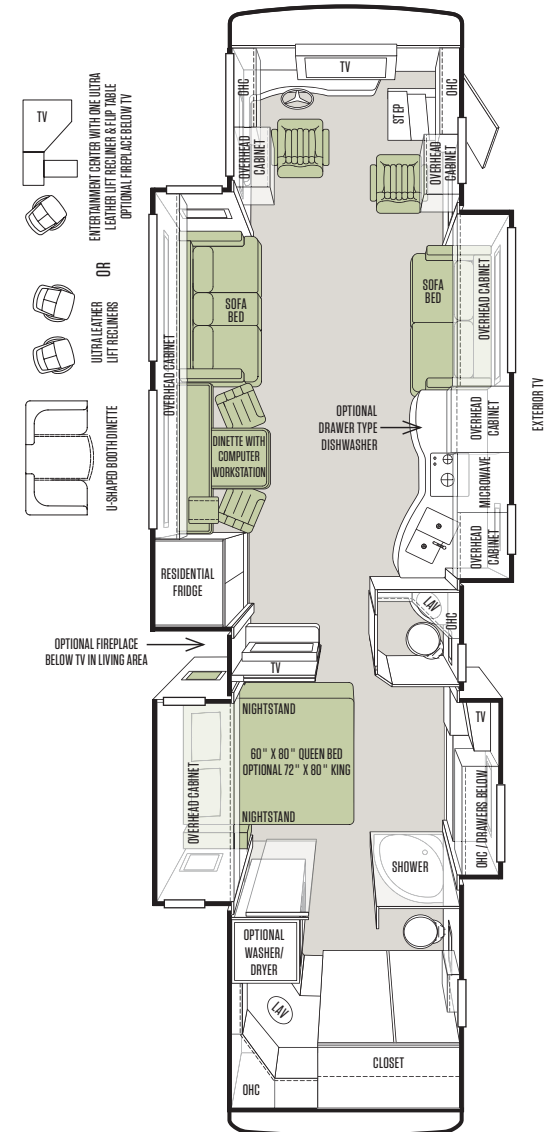 TV
ENTERTAINMENT CENTER WITH ONE ULTRA
LEATHER LIFT RECLINER & FLIP TABLE
OPTIONAL FIREPLACE BELOW TV
OR
ULTRA LEATHER
LIFT RECLINERS
U-SHAPED BOOTH DINETTE
TV
OHC
OHC
STEP
OVERHEAD
CABINET
OVERHEAD
CABINET
OVERHEAD CABINET
SOFA
BED
SOFA
BED
OVERHEAD CABINET
EXTERIOR TV
OPTIONAL
DRAWER TYPE
DISHWASHER
OVERHEAD
CABINET
DINETTE WITH
COMPUTER
WORKSTATION
MICROWAVE
OVERHEAD
CABINET
RESIDENTIAL
FRIDGE
LAV
OHC
OPTIONAL FIREPLACE
BELOW TV IN LIVING AREA
TV
TV
NIGHTSTAND
60" X 80" QUEEN BED
OPTIONAL 72" X 80" KING
NIGHTSTAND
OVERHEAD CABINET
OHC / DRAWERS BELOW
SHOWER
OPTIONAL
WASHER/
DRYER
LAV
CLOSET
OHC